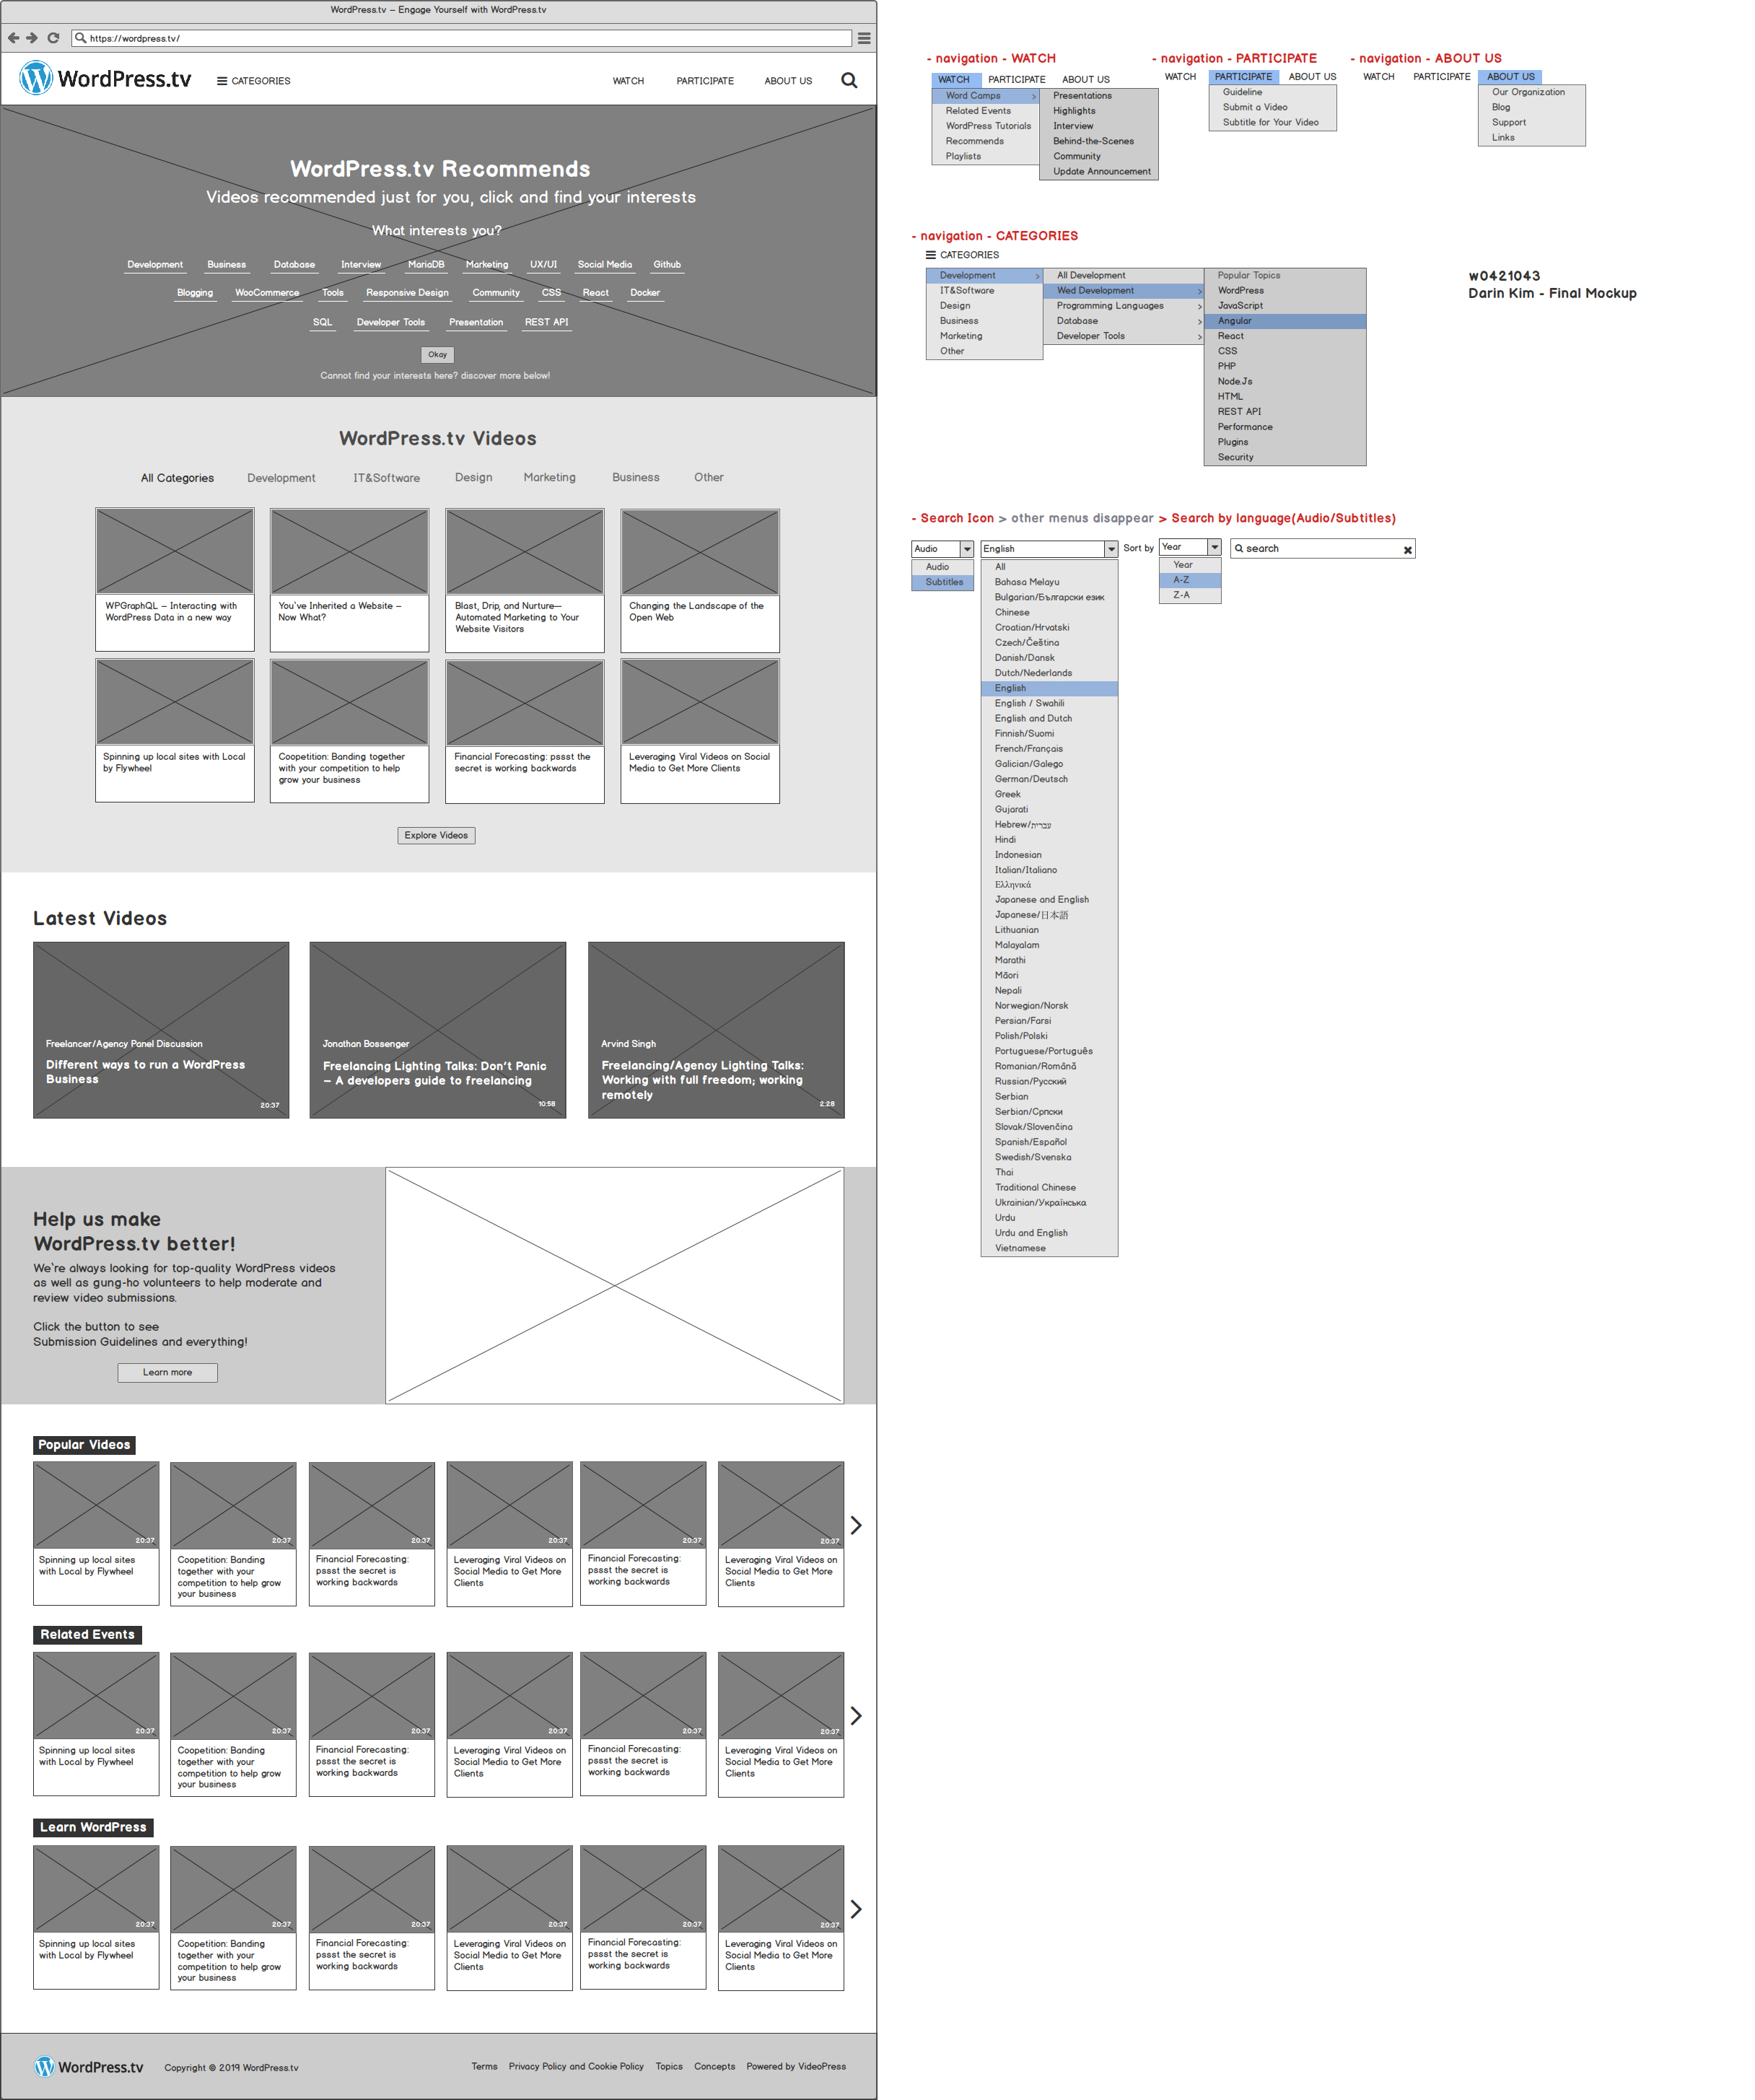 WordPress.tv – Engage Yourself with WordPress.tv
https://wordpress.tv/
WordPress.tv
CATEGORIES
WATCH
PARTICIPATE
ABOUT US
WordPress.tv Recommends
Videos recommended just for you, click and find your interests
What interests you?
Development Business Database Interview MariaDB Marketing UX/UI Social Media Github
Blogging WooCommerce Tools Responsive Design Community CSS React Docker
SQL Developer Tools Presentation REST API
Okay
Cannot find your interests here? discover more below!
WordPress.tv Videos
All Categories Development IT&Software Design Marketing Business Other
WPGraphQL – Interacting with
WordPress Data in a new way
You`ve Inherited a Website –
Now What?
Blast, Drip, and Nurture—
Automated Marketing to Your
Website Visitors
Changing the Landscape of the
Open Web
Spinning up local sites with Local
by Flywheel
Coopetition: Banding together
with your competition to help
grow your business
Financial Forecasting: pssst the
secret is working backwards
Leveraging Viral Videos on Social
Media to Get More Clients
Explore Videos
Latest Videos
Freelancer/Agency Panel Discussion
Different ways to run a WordPress
Business
20:37
Jonathan Bossenger
Freelancing Lighting Talks: Don't Panic
– A developers guide to freelancing
10:58
Arvind Singh
Freelancing/Agency Lighting Talks:
Working with full freedom; working
remotely
2:28
Help us make
WordPress.tv better!
We`re always looking for top-quality WordPress videos
as well as gung-ho volunteers to help moderate and
review video submissions.
Click the button to see
Submission Guidelines and everything!
Learn more
Popular Videos
20:37
Spinning up local sites
with Local by Flywheel
20:37
Coopetition: Banding
together with your
competition to help grow
your business
20:37
Financial Forecasting:
pssst the secret is
working backwards
20:37
Leveraging Viral Videos on
Social Media to Get More
Clients
20:37
Financial Forecasting:
pssst the secret is
working backwards
20:37
Leveraging Viral Videos on
Social Media to Get More
Clients
Related Events
20:37
Spinning up local sites
with Local by Flywheel
20:37
Coopetition: Banding
together with your
competition to help grow
your business
20:37
Financial Forecasting:
pssst the secret is
working backwards
20:37
Leveraging Viral Videos on
Social Media to Get More
Clients
20:37
Financial Forecasting:
pssst the secret is
working backwards
20:37
Leveraging Viral Videos on
Social Media to Get More
Clients
Learn WordPress
20:37
Spinning up local sites
with Local by Flywheel
20:37
Coopetition: Banding
together with your
competition to help grow
your business
20:37
Financial Forecasting:
pssst the secret is
working backwards
20:37
Leveraging Viral Videos on
Social Media to Get More
Clients
20:37
Financial Forecasting:
pssst the secret is
working backwards
20:37
Leveraging Viral Videos on
Social Media to Get More
Clients
WordPress.tv
Copyright © 2019 WordPress.tv
Terms Privacy Policy and Cookie Policy Topics Concepts Powered by VideoPress
- navigation - WATCH
WATCH PARTICIPATE ABOUT US
Word Camps >
Related Events
WordPress Tutorials
Recommends
Playlists
Presentations
Highlights
Interview
Behind-the-Scenes
Community
Update Announcement
- navigation - PARTICIPATE
WATCH PARTICIPATE ABOUT US
Guideline
Submit a Video
Subtitle for Your Video
- navigation - ABOUT US
WATCH PARTICIPATE ABOUT US
Our Organization
Blog
Support
Links
- navigation - CATEGORIES
CATEGORIES
Development >
IT&Software
Design
Business
Marketing
Other
All Development
Wed Development >
Programming Languages >
Database >
Developer Tools >
Popular Topics
WordPress
JavaScript
Angular
React
CSS
PHP
Node.Js
HTML
REST API
Performance
Plugins
Security
w0421043
Darin Kim - Final Mockup
- Search Icon > other menus disappear > Search by language(Audio/Subtitles)
Audio
Audio
Subtitles
English
All
Bahasa Melayu
Bulgarian/Български език
Chinese
Croatian/Hrvatski
Czech/Čeština
Danish/Dansk
Dutch/Nederlands
English
English / Swahili
English and Dutch
Finnish/Suomi
French/Français
Galician/Galego
German/Deutsch
Greek
Gujarati
Hebrew/עברית
Hindi
Indonesian
Italian/Italiano
Ελληνικά
Japanese and English
Japanese/日本語
Lithuanian
Malayalam
Marathi
Māori
Nepali
Norwegian/Norsk
Persian/Farsi
Polish/Polski
Portuguese/Português
Romanian/Română
Russian/Русский
Serbian
Serbian/Српски
Slovak/Slovenčina
Spanish/Español
Swedish/Svenska
Thai
Traditional Chinese
Ukrainian/Українська
Urdu
Urdu and English
Vietnamese
Sort by
Year
Year
A-Z
Z-A
search